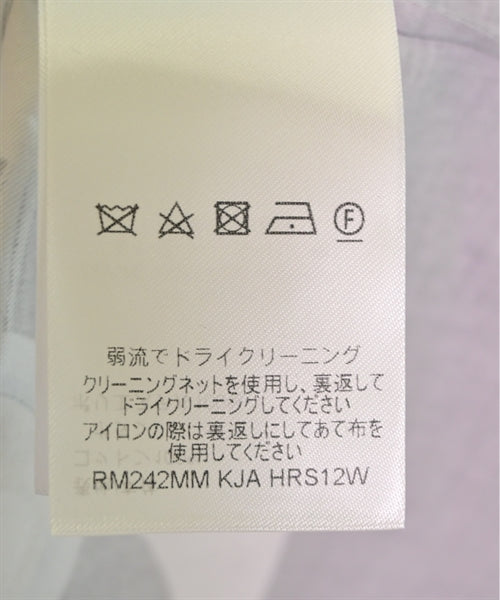 F
弱流でドライクリーニング
クリーニングネットを使用し、裏返して
ドライクリーニングしてください
アイロンの際は裏返しにしてあて布を
使用してください
RM242MM KJA HRS12W